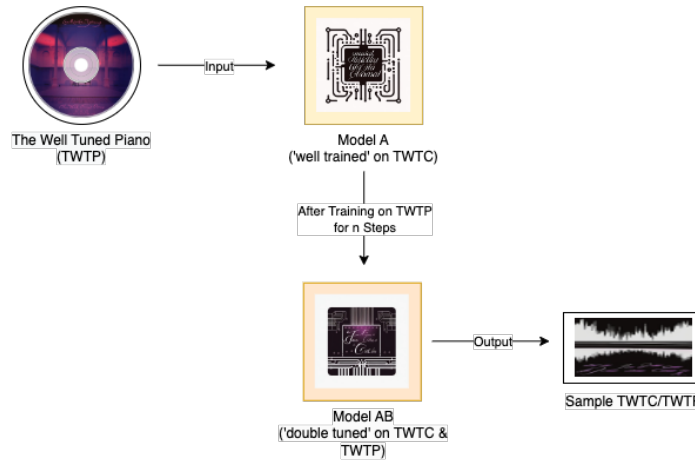 Input
The Well Tuned Piano
(TWTP)
Model A
('well trained' on TWTC)
After Training on TWTP
for n Steps
Output
Sample TWTC/TWTP
Model AB
('double tuned' on TWTC &
TWTP)